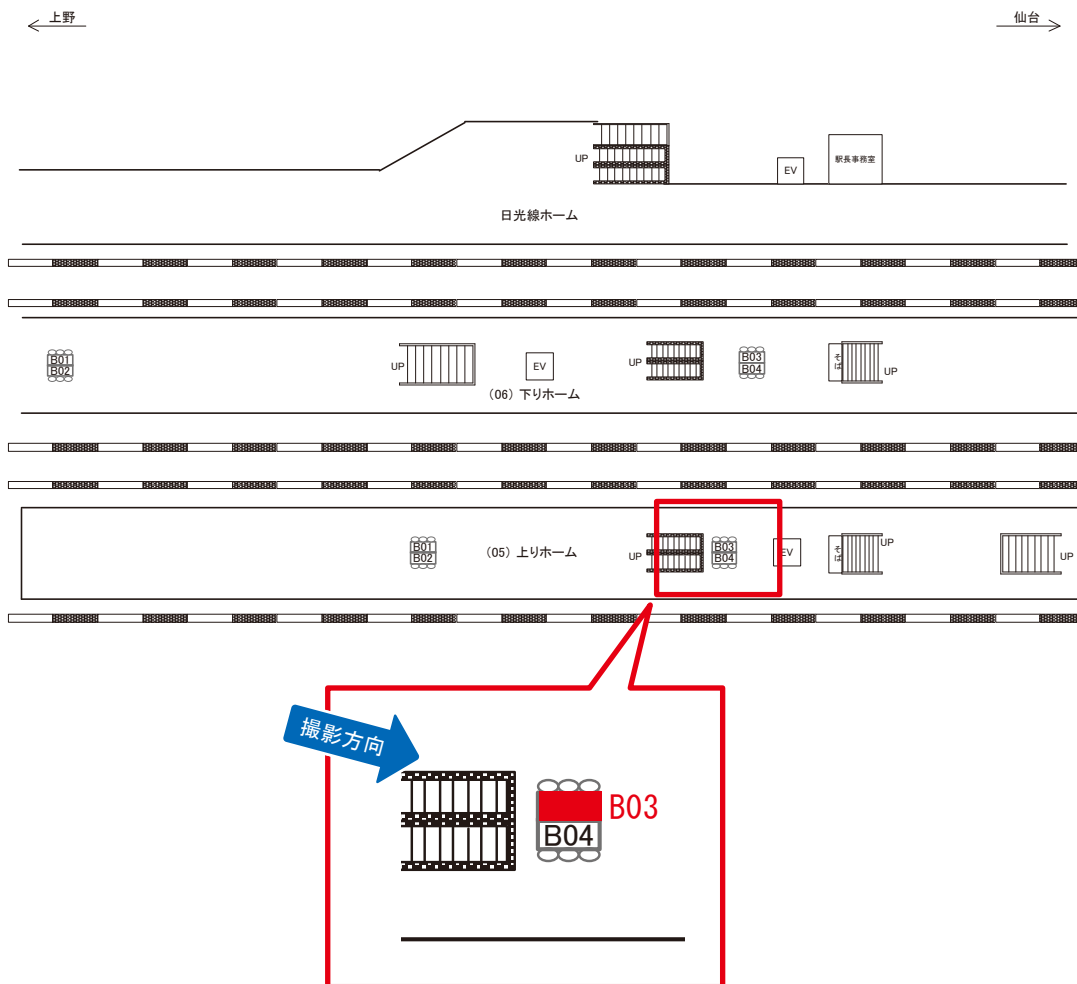 上野
仙台
UP
EV
駅長事務室
日光線ホーム
B01
B02
UP
EV
UP
B03
B04
そば
UP
(06) 下りホーム
B01
B02
(05) 上りホーム
UP
B03
B04
EV
そば
UP
UP
撮影方向
B03
B04